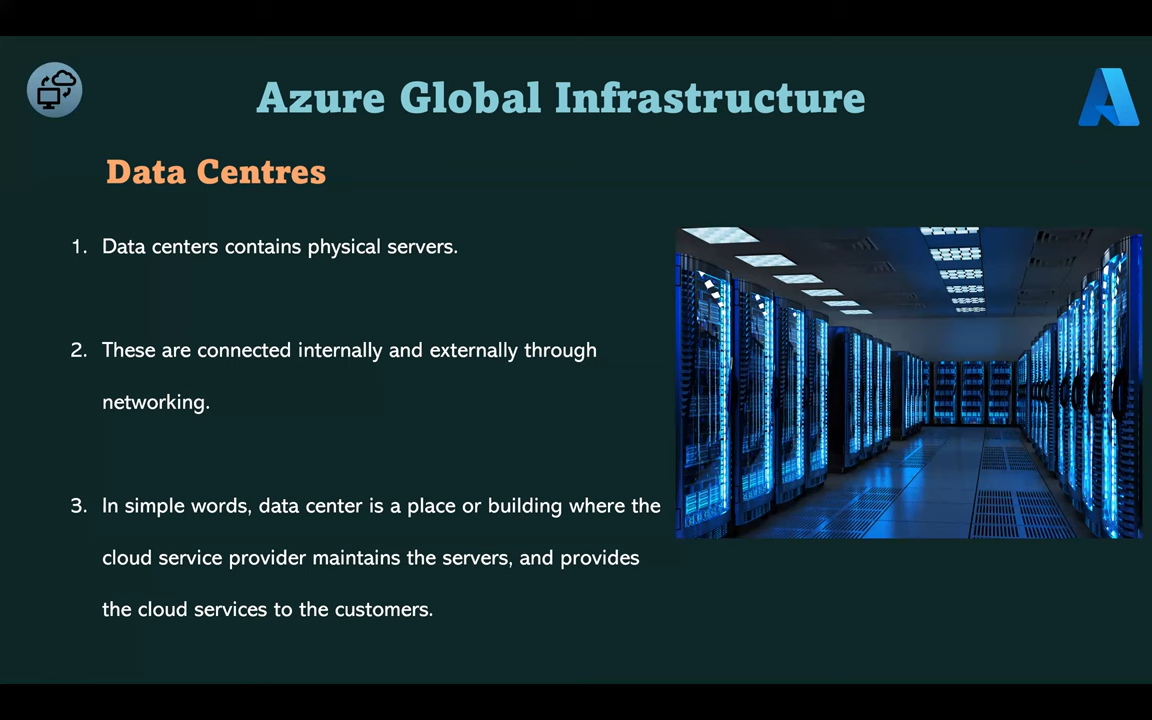 Azure Global Infrastructure
Data Centres
1. Data centers contains physical servers.
2. These are connected internally and externally through
networking.
3. In simple words, data center is a place or building where the
cloud service provider maintains the servers, and provides
the cloud services to the customers.